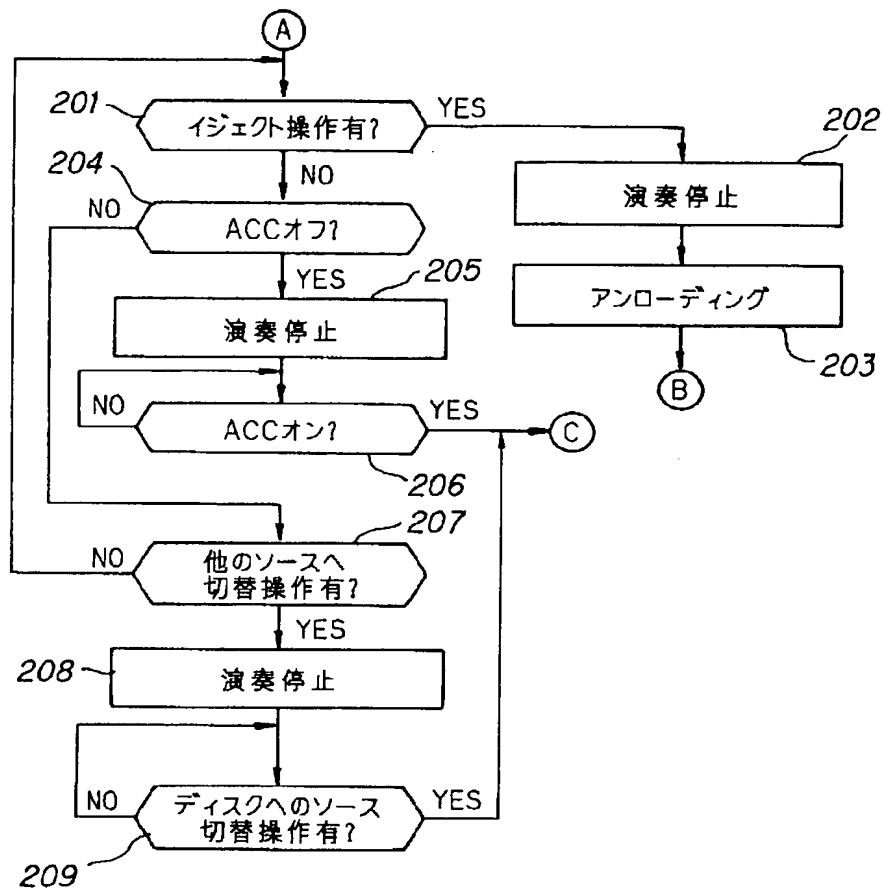 A
201
イジェクト操作有?
YES
NO
202
演奏停止
204
NO
ACCオフ?
YES
205
演奏停止
アンローディング
203
B
NO
ACCオン?
YES
C
206
207
NO
他のソースへ
切替操作有?
YES
208
演奏停止
NO
ディスクへのソース
切替操作有?
YES
209